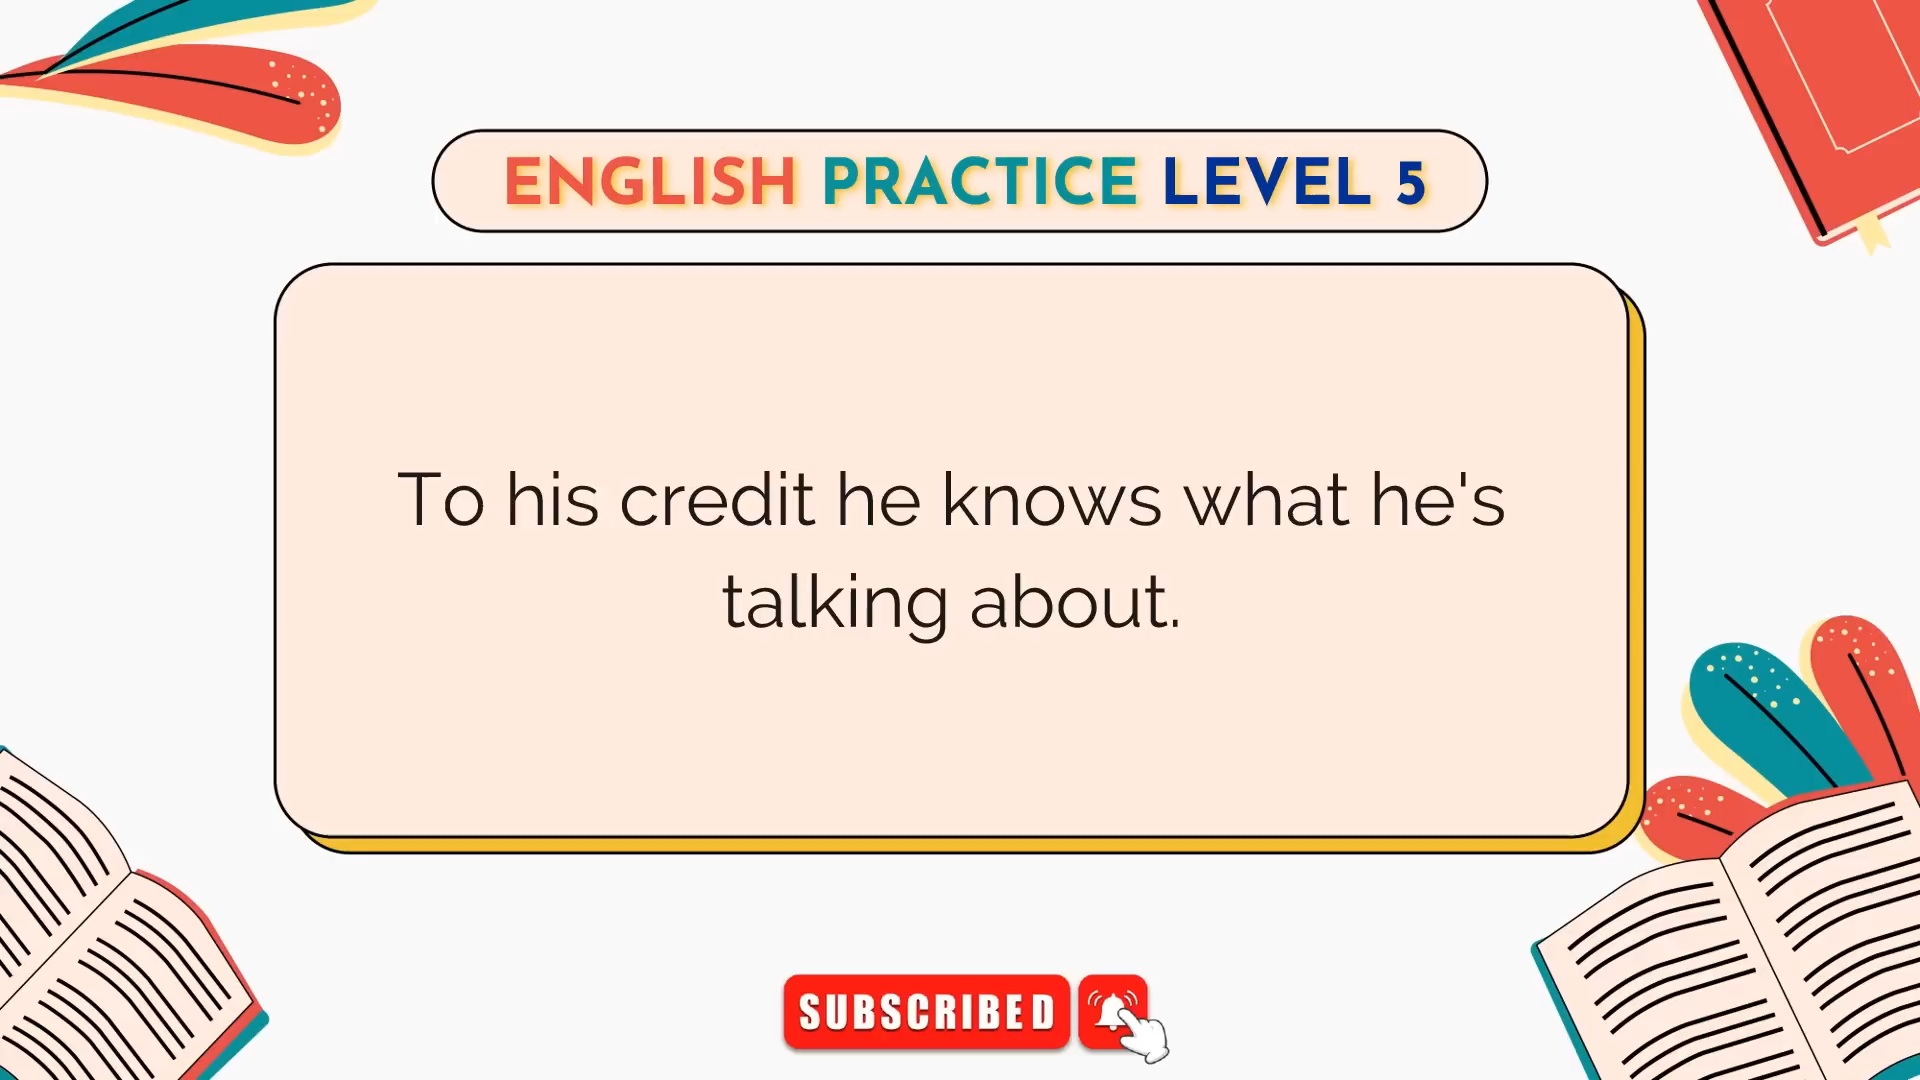 ENGLISH PRACTICE LEVEL 5
To his credit he knows what he's
talking about.
SUBSCRIBED